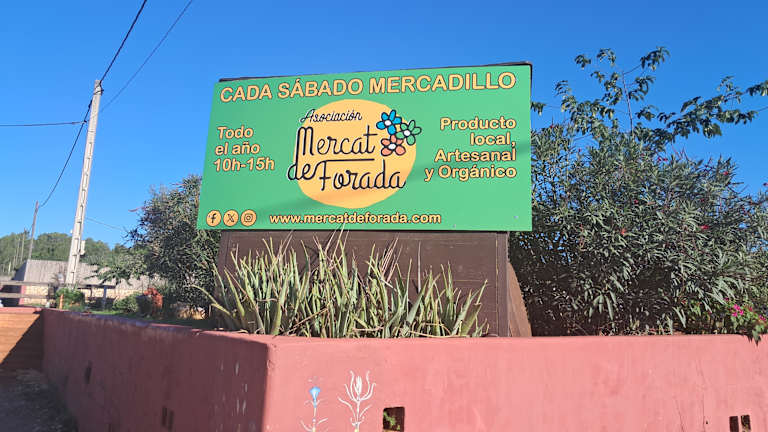 CADA SÁBADO MERCADILLO
Todo
el año
10h-15h
Asociación
Mercat
de Forada
Producto
local,
Artesanal
y Orgánico
www.mercatdeforada.com